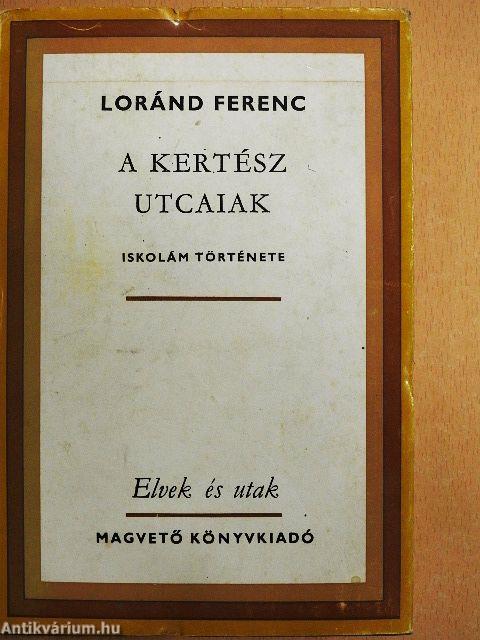 LORÁND FERENC
A KERTÉSZ
UTCAIAK
ISKOLÁM TÖRTÉNETE
Elvek és utak
MAGVETŐ KÖNYVKIADÓ
Antikvárium.hu